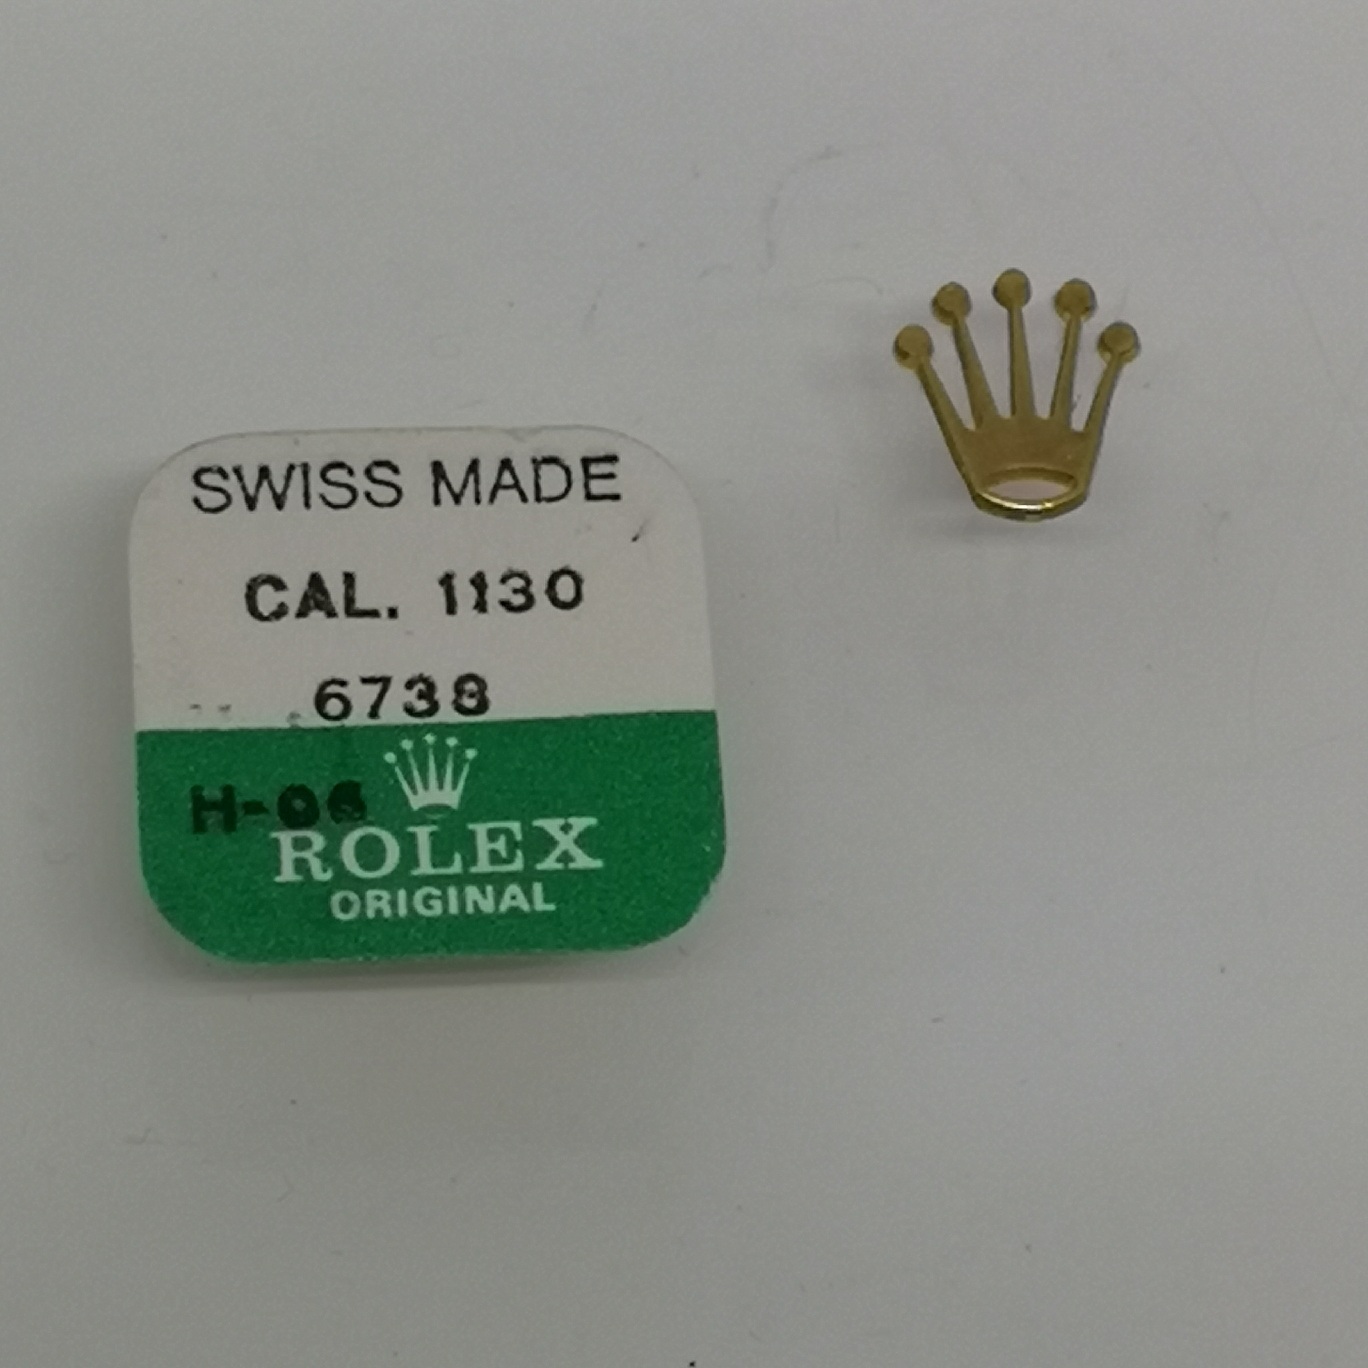 SWISS MADE
CAL. 1130
6738
H-06
ROLEX
ORIGINAL